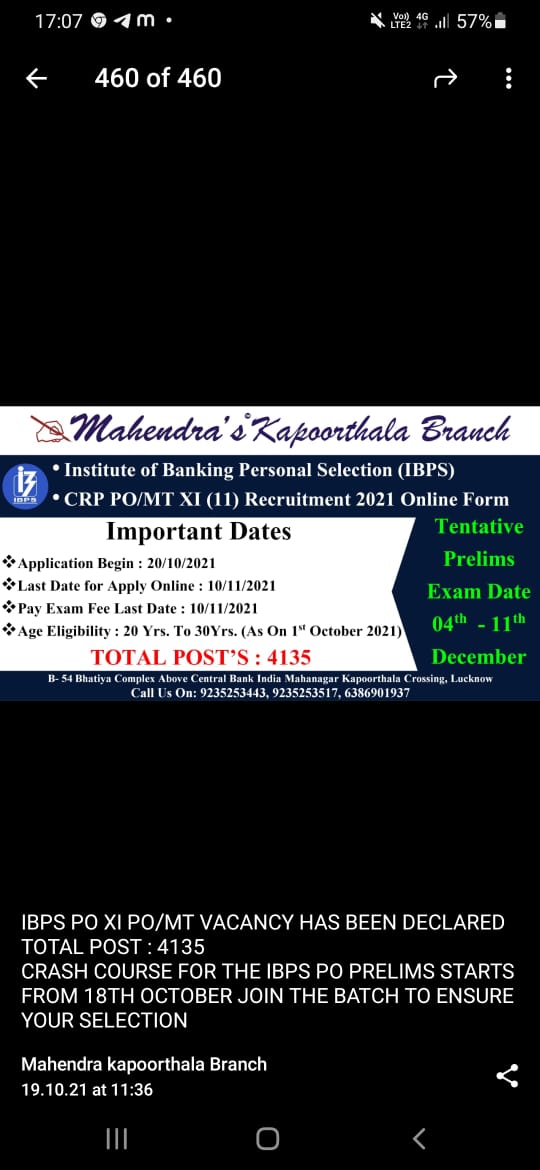 17:07
Vo)) 4G
LTE2
57%
460 of 460
Mahendra's Kapoorthala Branch
IBPS
• Institute of Banking Personal Selection (IBPS)
• CRP PO/MT XI (11) Recruitment 2021 Online Form
Important Dates
❖Application Begin : 20/10/2021
❖Last Date for Apply Online : 10/11/2021
❖Pay Exam Fee Last Date : 10/11/2021
❖Age Eligibility : 20 Yrs. To 30Yrs. (As On 1st October 2021)
TOTAL POST'S : 4135
Tentative
Prelims
Exam Date
04th - 11th
December
B- 54 Bhatiya Complex Above Central Bank India Mahanagar Kapoorthala Crossing, Lucknow
Call Us On: 9235253443, 9235253517, 6386901937
IBPS PO XI PO/MT VACANCY HAS BEEN DECLARED
TOTAL POST : 4135
CRASH COURSE FOR THE IBPS PO PRELIMS STARTS
FROM 18TH OCTOBER JOIN THE BATCH TO ENSURE
YOUR SELECTION
Mahendra kapoorthala Branch
19.10.21 at 11:36